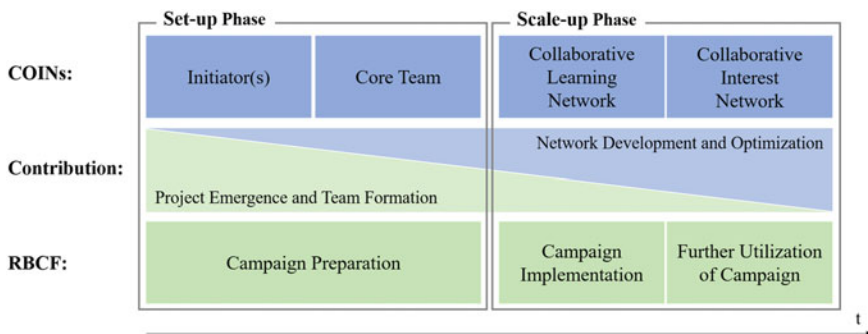 Set-up Phase
Scale-up Phase
COINs:
Initiator(s)
Core Team
Collaborative
Learning
Network
Collaborative
Interest
Network
Contribution:
Network Development and Optimization
Project Emergence and Team Formation
RBCF:
Campaign Preparation
Campaign
Implementation
Further Utilization
of Campaign
t